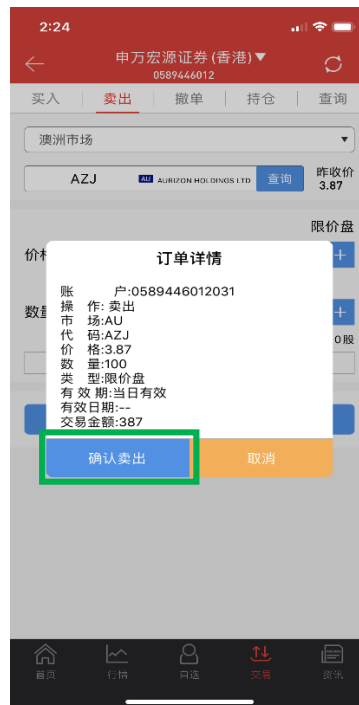 2:24
申万宏源证券 (香港)▼
0589446012
买入 卖出 撤单 持仓 查询
澳洲市场 ▼
AZJ AU AURIZON HOLDINGS LTD 查询 昨收价 3.87
限价盘
价格 +
订单详情
数量 +
0股
账 户:0589446012031
操 作: 卖出
市 场:AU
代 码:AZJ
价 格:3.87
数 量:100
类 型:限价盘
有 效 期:当日有效
有效日期:--
交易金额:387
确认卖出 取消
首页 行情 自选 交易 资讯